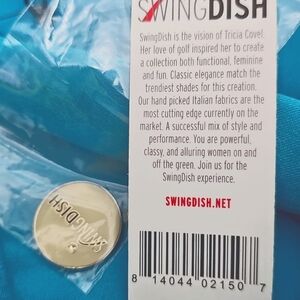 SWINGDISH
SwingDish is the vision of Tricia Covel.
Her love of golf inspired her to create
a collection both functional, feminine
and fun. Classic elegance match the
trendiest shades for this creation.
Our hand picked Italian fabrics are the
most cutting edge currently on the
market. A successful mix of style and
performance. You are powerful,
classy, and alluring women on and
off the green. Join us for the
SwingDish experience.
SWINGDISH.NET
8 14044 02150 7
SWINGDISH